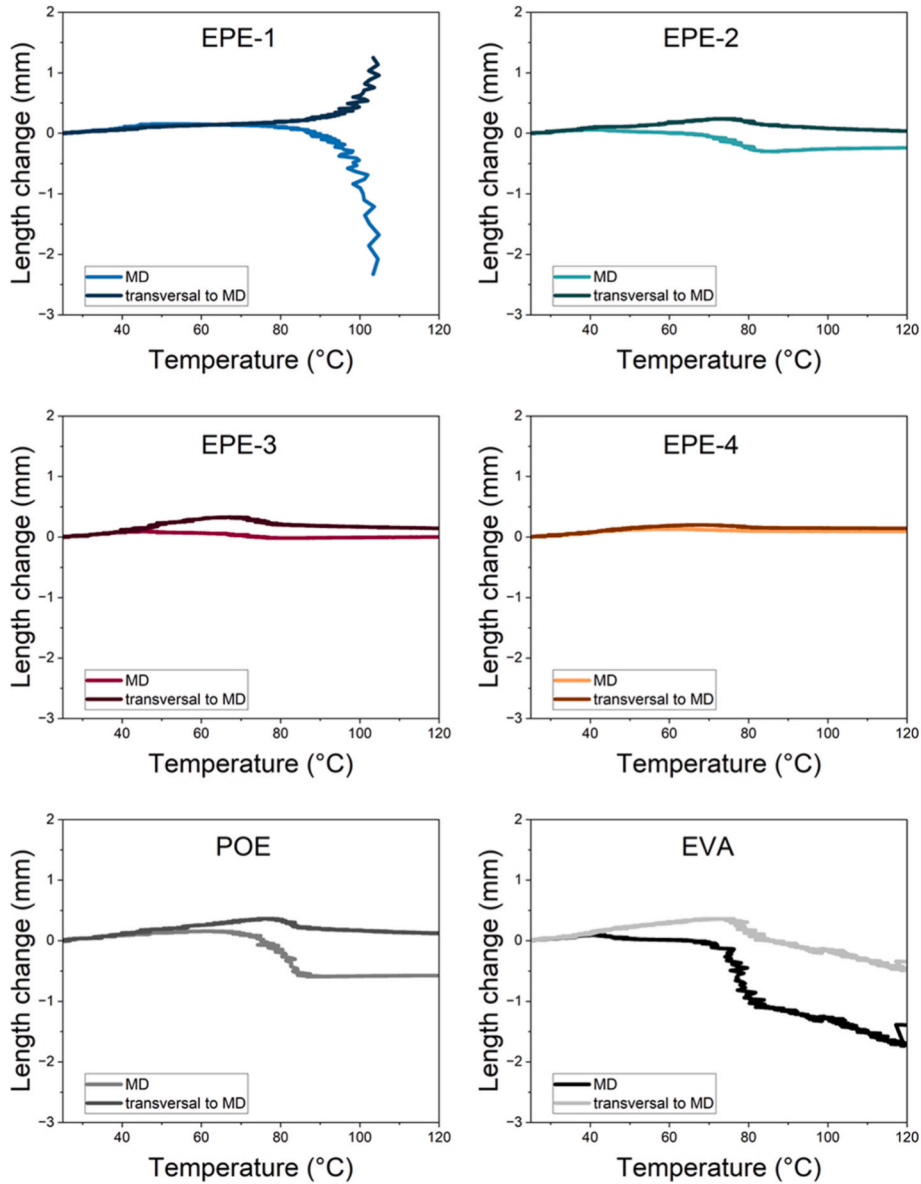 EPE-1
Length change (mm)
2
1
0
−1
−2
−3
MD
transversal to MD
40 60 80 100 120
Temperature (°C)
EPE-2
Length change (mm)
2
1
0
−1
−2
−3
MD
transversal to MD
40 60 80 100 120
Temperature (°C)
EPE-3
Length change (mm)
2
1
0
−1
−2
−3
MD
transversal to MD
40 60 80 100 120
Temperature (°C)
EPE-4
Length change (mm)
2
1
0
−1
−2
−3
MD
transversal to MD
40 60 80 100 120
Temperature (°C)
POE
Length change (mm)
2
1
0
−1
−2
−3
MD
transversal to MD
40 60 80 100 120
Temperature (°C)
EVA
Length change (mm)
2
1
0
−1
−2
−3
MD
transversal to MD
40 60 80 100 120
Temperature (°C)